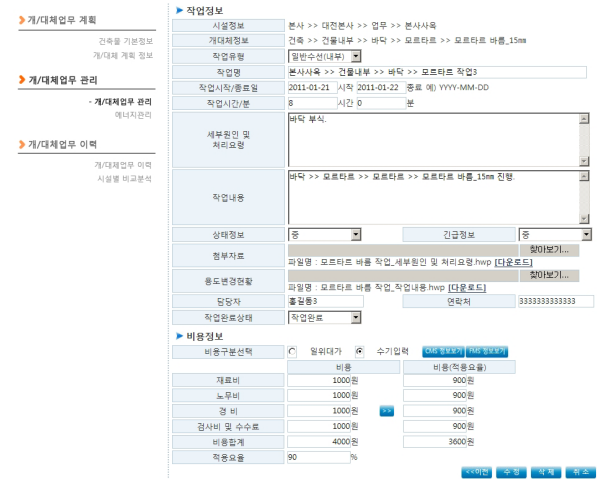 개/대체업무 계획
건축물 기본정보
개/대체 계획 정보
개/대체업무 관리
- 개/대체업무 관리
에너지관리
개/대체업무 이력
개/대체업무 이력
시설별 비교분석
작업정보
시설정보 본사 >> 대전본사 >> 업무 >> 본사사옥
개대체정보 건축 >> 건물내부 >> 바닥 >> 모르타르 >> 모르타르 바름_15mm
작업유형 일반수선(내부)
작업명 본사사옥 >> 건물내부 >> 바닥 >> 모르타르 작업3
작업시작/종료일 2011-01-21 시작 2011-01-22 종료 예) YYYY-MM-DD
작업시간/분 8 시간 0 분
세부원인 및
처리요령
바닥 부식.
작업내용
바닥 >> 모르타르 >> 모르타르 >> 모르타르 바름_15mm 진행.
상태정보 중 긴급정보 중
첨부자료 찾아보기...
파일명 : 모르타르 바름 작업_세부원인 및 처리요령.hwp [다운로드]
용도변경현황 찾아보기...
파일명 : 모르타르 바름 작업_작업내용.hwp [다운로드]
담당자 홍길동3 연락처 3333333333333
작업완료상태 작업완료
비용정보
비용구분선택 일위대가 수기입력 CMS 정보보기 FMS 정보보기
비용 비용(적용요율)
재료비 1000원 900원
노무비 1000원 900원
경 비 1000원 >> 900원
검사비 및 수수료 1000원 900원
비용합계 4000원 3600원
적용요율 90 %
<<이전 수 정 삭 제 취 소